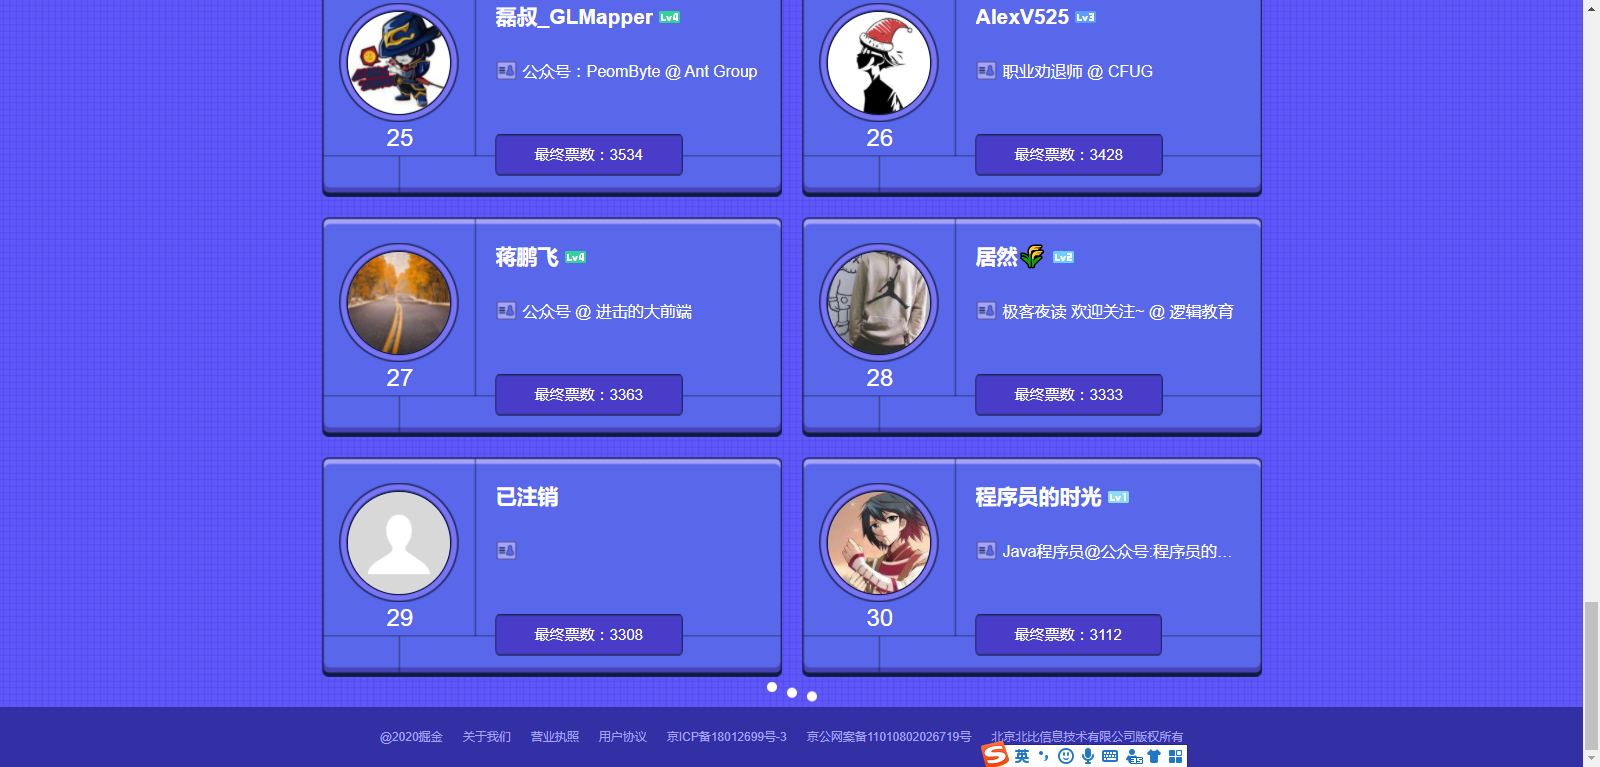 磊叔_GLMapper Lv4
公众号：PeomByte @ Ant Group
25
最终票数：3534
AlexV525 Lv3
职业劝退师 @ CFUG
26
最终票数：3428
蒋鹏飞 Lv4
公众号 @ 进击的大前端
27
最终票数：3363
居然 Lv2
极客夜读 欢迎关注~ @ 逻辑教育
28
最终票数：3333
已注销
29
最终票数：3308
程序员的时光 Lv1
Java程序员@公众号:程序员的...
30
最终票数：3112
@2020掘金 关于我们 营业执照 用户协议 京ICP备18012699号-3 京公网安备11010802026719号 北京北比信息技术有限公司版权所有
英